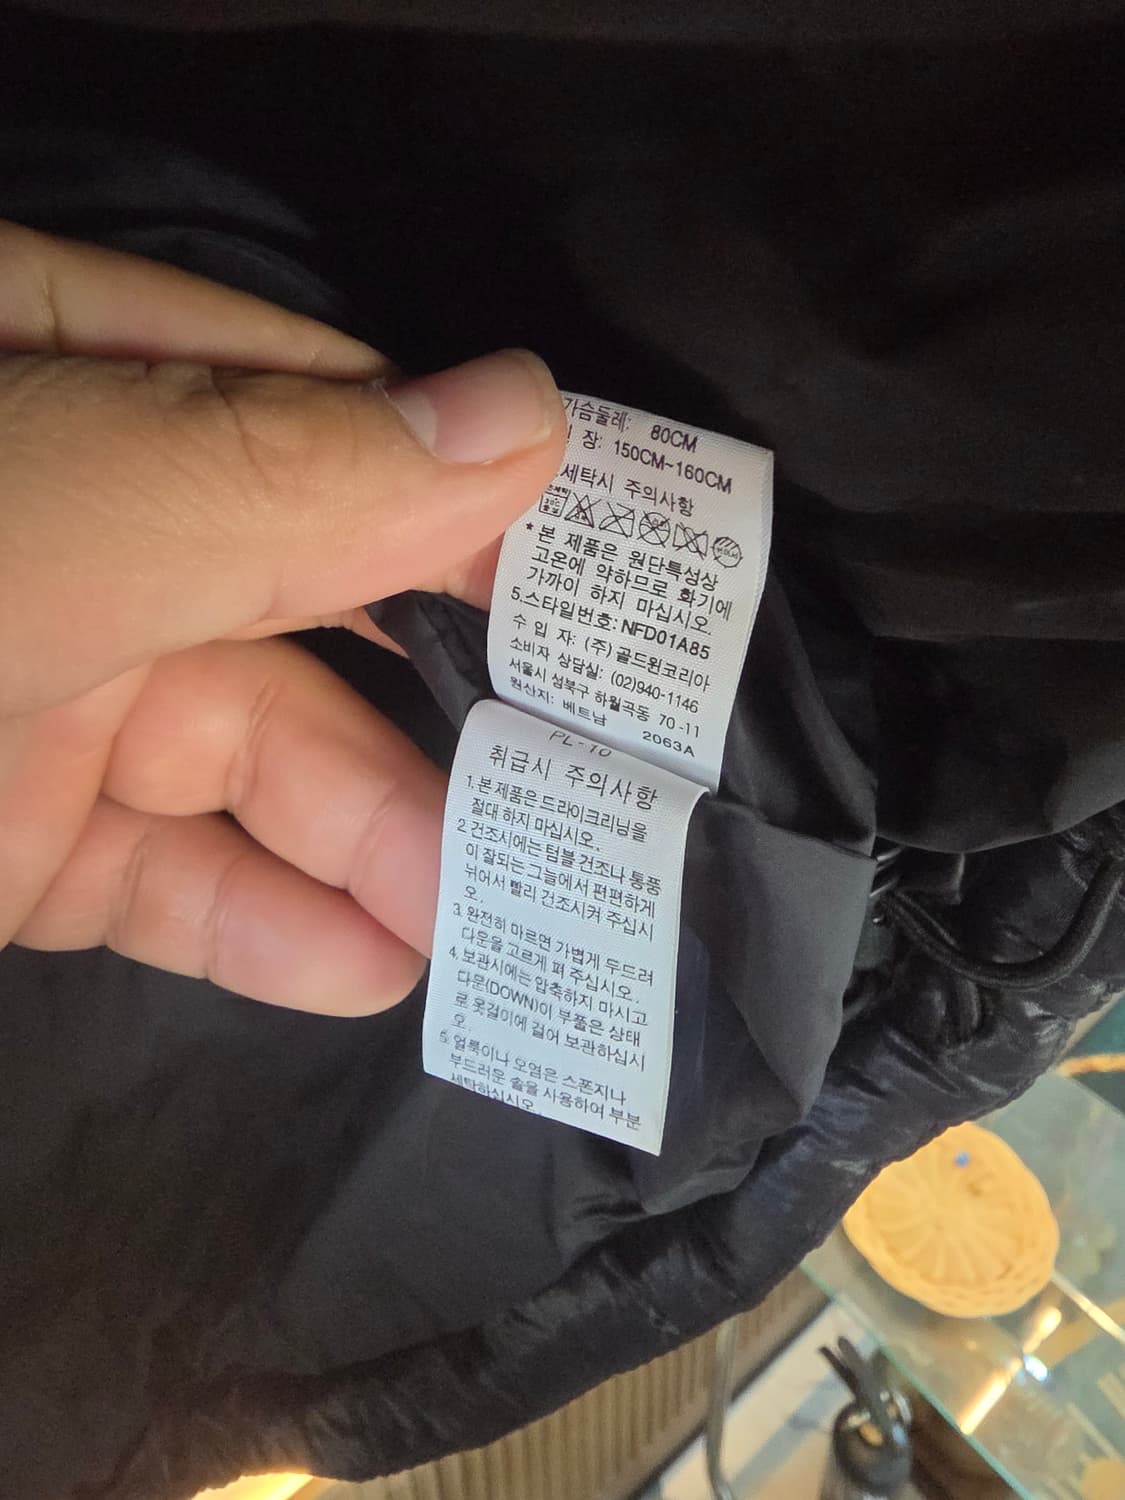 가슴둘레: 80CM
장: 150CM~160CM
세탁시 주의사항
* 본 제품은 원단특성상
고온에 약하므로 화기에
가까이 하지 마십시오.
5.스타일번호: NFD01A85
수 입 자: (주)골드윈코리아
소비자 상담실: (02)940-1146
서울시 성북구 하월곡동 70-11
원산지: 베트남 2063A
PL-10
취급시 주의사항
1.본 제품은 드라이크리닝을
절대 하지 마십시오.
2 건조시에는 텀블 건조나 통풍
이 잘되는 그늘에서 편편하게
뉘어서 빨리 건조시켜 주십시
오.
3. 완전히 마르면 가볍게 두드려
다운을 고르게 펴 주십시오.
4. 보관시에는 압축하지 마시고
다운(DOWN)이 부풀은 상태
로 옷걸이에 걸어 보관하십시
오.
5. 얼룩이나 오염은 스폰지나
부드러운 솔을 사용하여 부분
세탁하십시오.